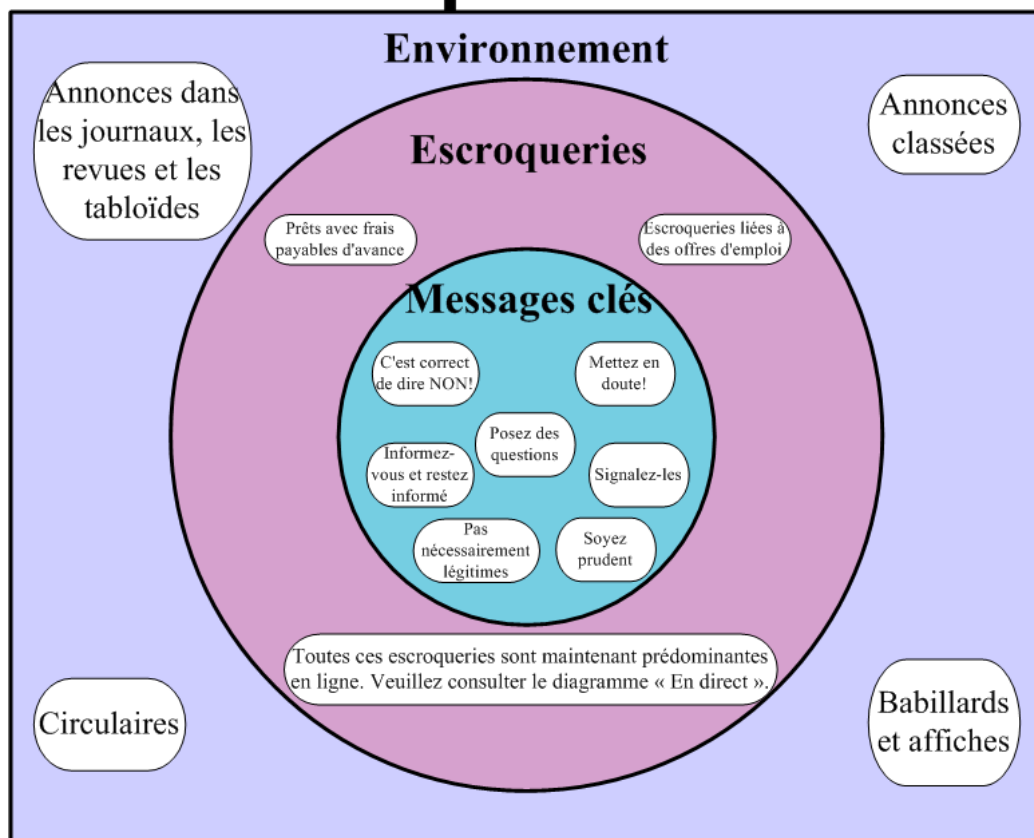 Environnement
Annonces dans
les journaux, les
revues et les
tabloïdes
Annonces
classées
Escroqueries
Prêts avec frais
payables d'avance
Escroqueries liées à
des offres d'emploi
Messages clés
C'est correct
de dire NON!
Mettez en
doute!
Posez des
questions
Informez-
vous et restez
informé
Signalez-les
Pas
nécessairement
légitimes
Soyez
prudent
Toutes ces escroqueries sont maintenant prédominantes
en ligne. Veuillez consulter le diagramme « En direct ».
Circulaires
Babillards
et affiches